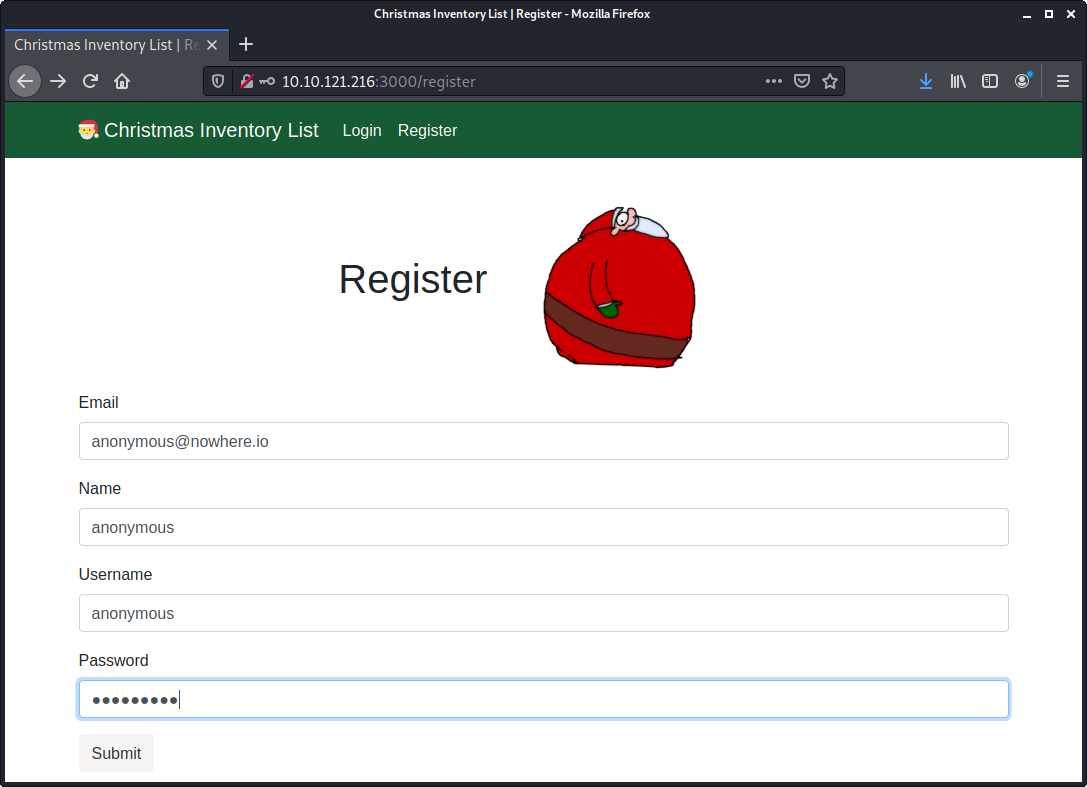 Christmas Inventory List | Register - Mozilla Firefox
Christmas Inventory List | Re
10.10.121.216:3000/register
Christmas Inventory List Login Register
Register
Email
anonymous@nowhere.io
Name
anonymous
Username
anonymous
Password
●●●●●●●●●
Submit